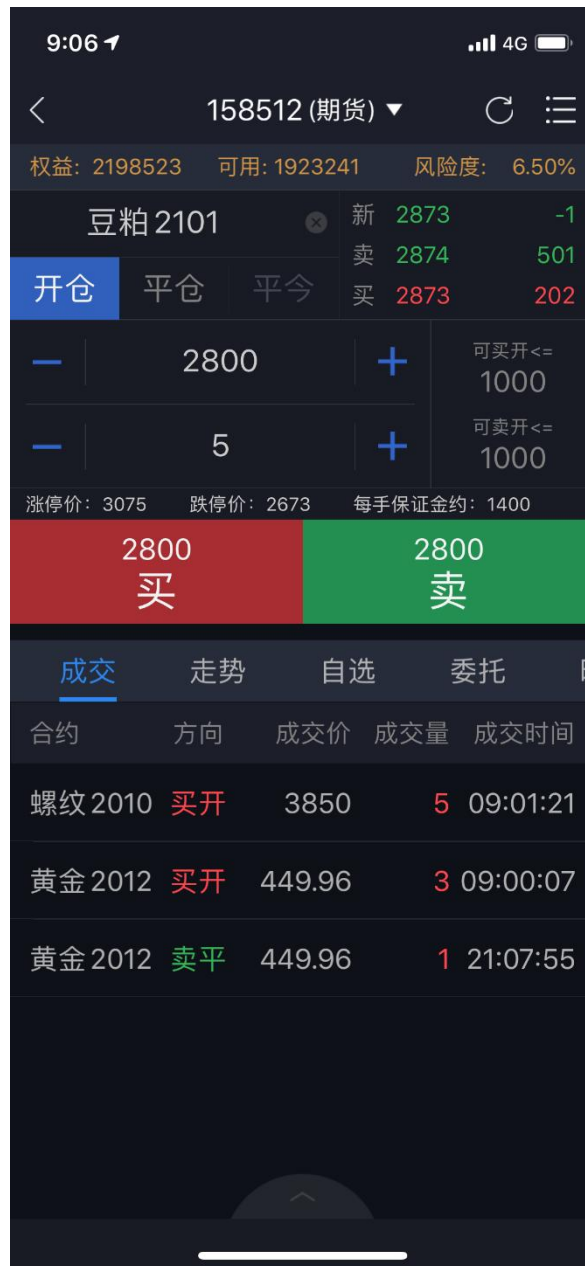 9:06 4G
158512 (期货)
权益: 2198523 可用: 1923241 风险度: 6.50%
豆粕2101 新 2873 -1
卖 2874 501
开仓 平仓 平今 买 2873 202
2800 可买开<=
1000
5 可卖开<=
1000
涨停价: 3075 跌停价: 2673 每手保证金约: 1400
2800 2800
买 卖
成交 走势 自选 委托
合约 方向 成交价 成交量 成交时间
螺纹2010 买开 3850 5 09:01:21
黄金2012 买开 449.96 3 09:00:07
黄金2012 卖平 449.96 1 21:07:55